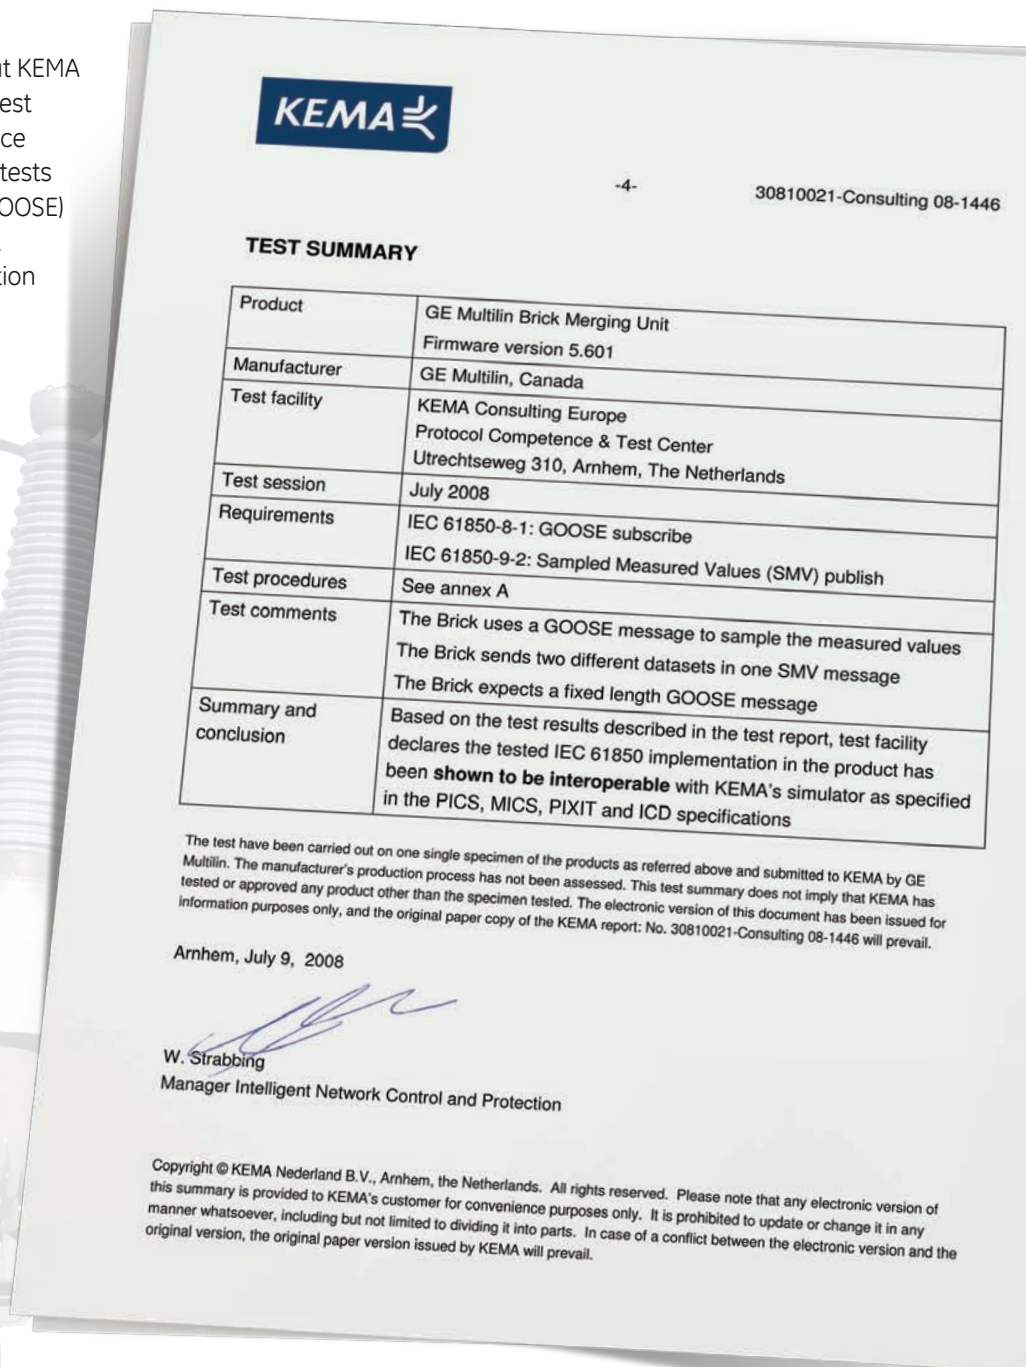 KEMA
est
ce
tests
OOSE)
tion
KEMA
-4-
30810021-Consulting 08-1446
TEST SUMMARY
Product
GE Multilin Brick Merging Unit
Firmware version 5.601
Manufacturer
GE Multilin, Canada
Test facility
KEMA Consulting Europe
Protocol Competence & Test Center
Utrechtseweg 310, Arnhem, The Netherlands
Test session
July 2008
Requirements
IEC 61850-8-1: GOOSE subscribe
IEC 61850-9-2: Sampled Measured Values (SMV) publish
Test procedures
See annex A
Test comments
The Brick uses a GOOSE message to sample the measured values
The Brick sends two different datasets in one SMV message
The Brick expects a fixed length GOOSE message
Summary and
conclusion
Based on the test results described in the test report, test facility
declares the tested IEC 61850 implementation in the product has
been shown to be interoperable with KEMA's simulator as specified
in the PICS, MICS, PIXIT and ICD specifications
The test have been carried out on one single specimen of the products as referred above and submitted to KEMA by GE
Multilin. The manufacturer's production process has not been assessed. This test summary does not imply that KEMA has
tested or approved any product other than the specimen tested. The electronic version of this document has been issued for
information purposes only, and the original paper copy of the KEMA report: No. 30810021-Consulting 08-1446 will prevail.
Arnhem, July 9, 2008
W. Strabbing
Manager Intelligent Network Control and Protection
Copyright © KEMA Nederland B.V., Arnhem, the Netherlands. All rights reserved. Please note that any electronic version of
this summary is provided to KEMA's customer for convenience purposes only. It is prohibited to update or change it in any
manner whatsoever, including but not limited to dividing it into parts. In case of a conflict between the electronic version and the
original version, the original paper version issued by KEMA will prevail.